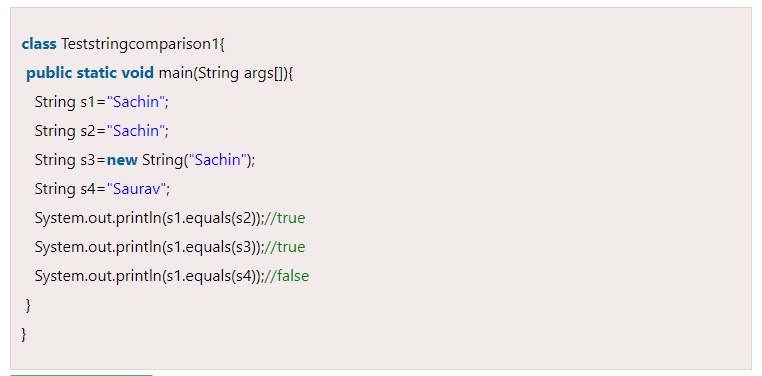 class Teststringcomparison1{
public static void main(String args[]){
String s1="Sachin";
String s2="Sachin";
String s3=new String("Sachin");
String s4="Saurav";
System.out.println(s1.equals(s2));//true
System.out.println(s1.equals(s3));//true
System.out.println(s1.equals(s4));//false
}
}